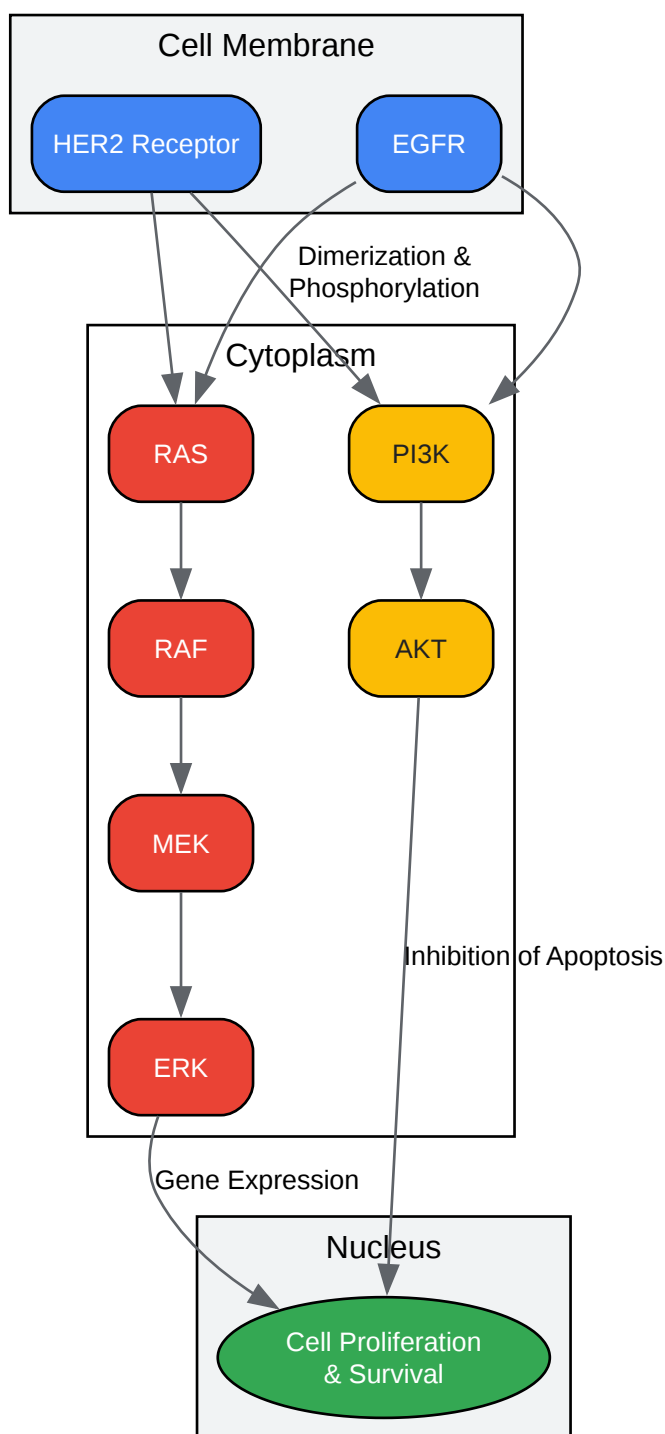 Cell Membrane
HER2 Receptor
EGFR
Dimerization &
Phosphorylation
Cytoplasm
RAS
PI3K
RAF
AKT
MEK
Inhibition of Apoptosis
ERK
Gene Expression
Nucleus
Cell Proliferation
& Survival